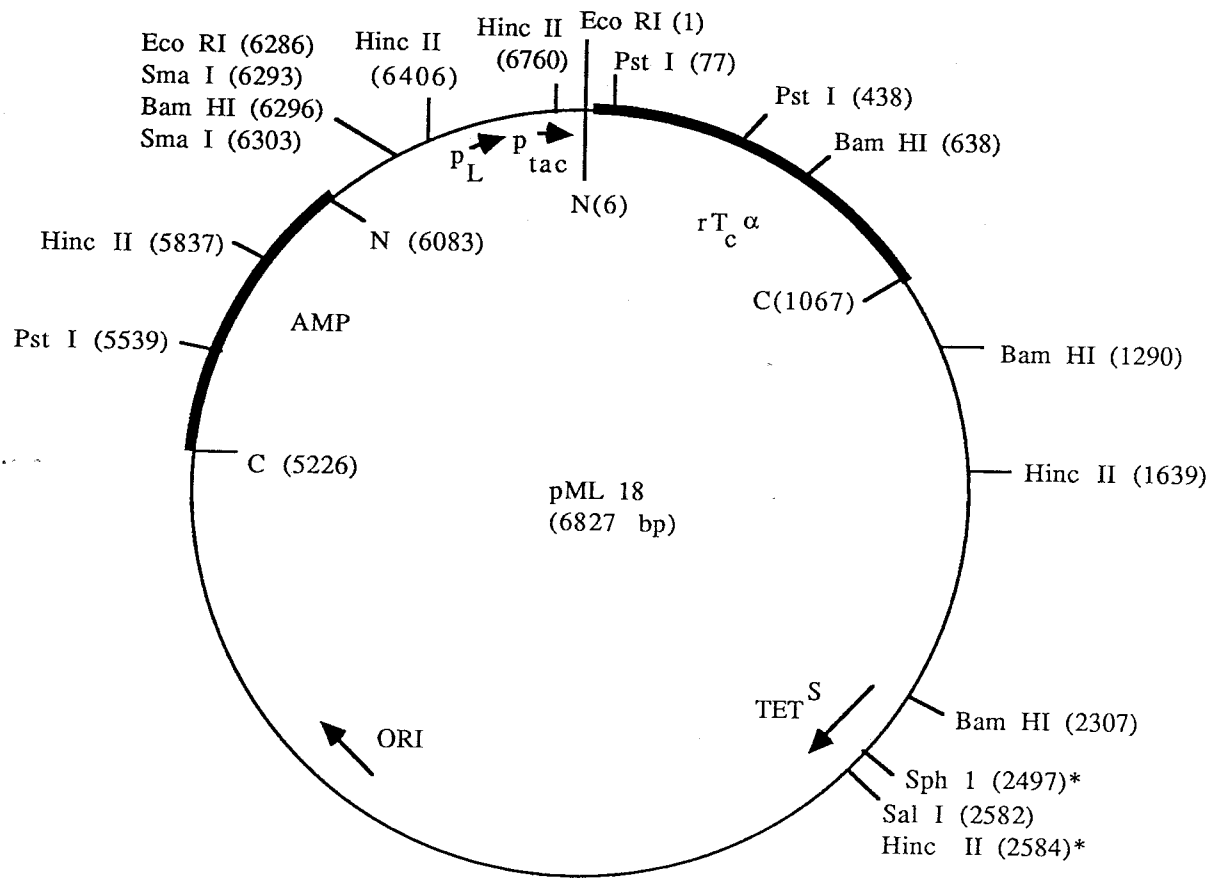 Eco RI (6286)
Sma I (6293)
Bam HI (6296)
Sma I (6303)
Hinc II
(6406)
Hinc II
(6760)
Eco RI (1)
Pst I (77)
Pst I (438)
Bam HI (638)
p L
p tac
N(6)
rTc α
Hinc II (5837)
N (6083)
C(1067)
AMP
Pst I (5539)
Bam HI (1290)
C (5226)
Hinc II (1639)
pML 18
(6827 bp)
TET S
ORI
Bam HI (2307)
Sph 1 (2497)*
Sal I (2582)
Hinc II (2584)*